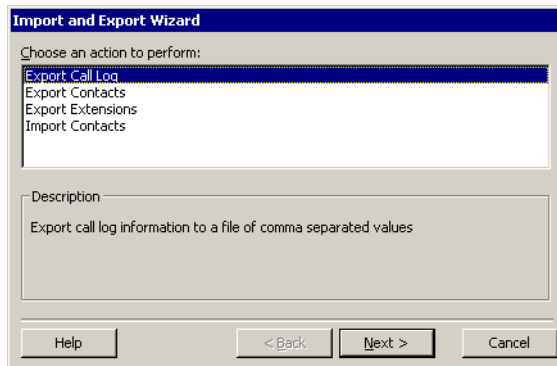 Import and Export Wizard
Choose an action to perform:
Export Call Log
Export Contacts
Export Extensions
Import Contacts
Description
Export call log information to a file of comma separated values
Help
< Back
Next >
Cancel